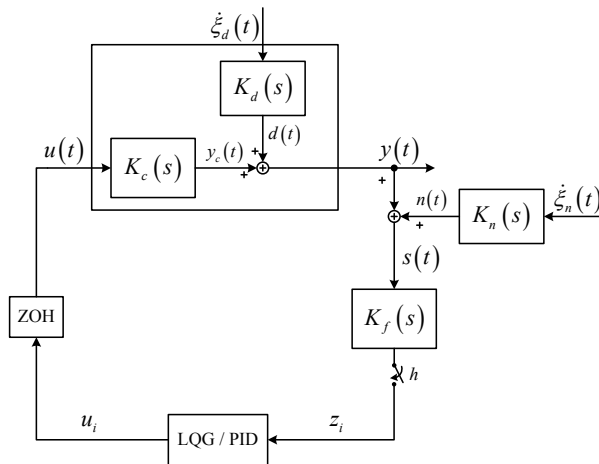 ξ̇_d(t)
K_d(s)
d(t)
u(t)
K_c(s)
y_c(t)
+
+
y(t)
+
n(t)
+
K_n(s)
ξ̇_n(t)
s(t)
K_f(s)
ZOH
h
u_i
LQG / PID
z_i